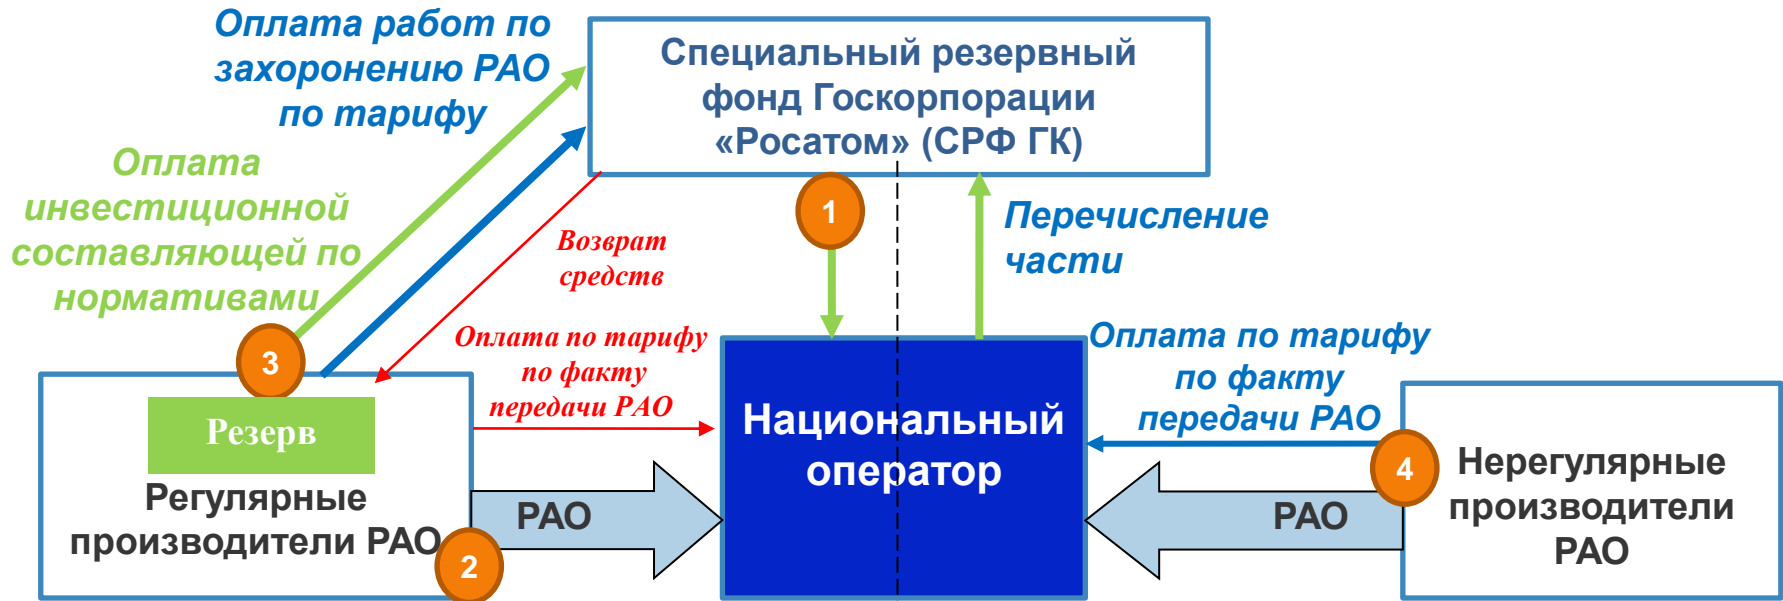 Оплата работ по
захоронению РАО
по тарифу
Специальный резервный
фонд Госкорпорации
«Росатом» (СРФ ГК)
Оплата
инвестиционной
составляющей по
нормативами
1
Перечисление
части
Возврат
средств
3
Оплата по тарифу
по факту
передачи РАО
Оплата по тарифу
по факту
передачи РАО
Резерв
Регулярные
производители РАО
2
РАО
Национальный
оператор
РАО
4
Нерегулярные
производители
РАО